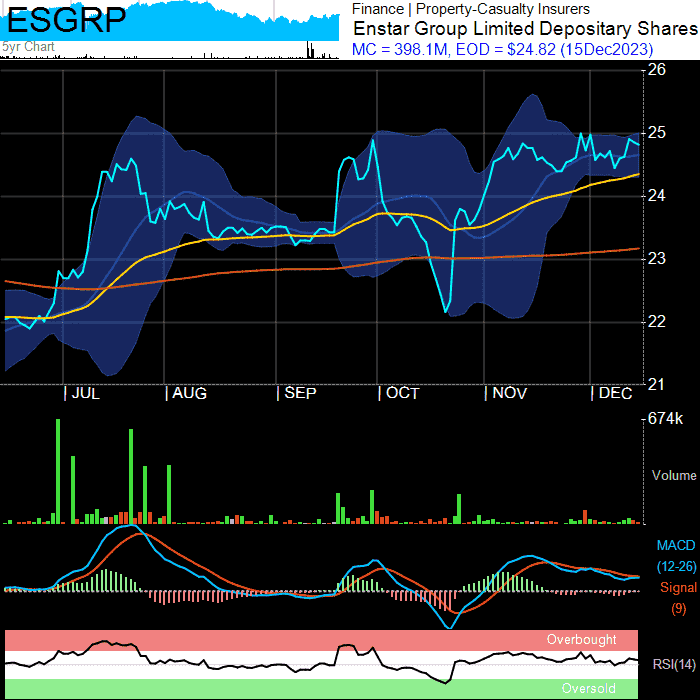 ESGRP
5yr Chart
Finance | Property-Casualty Insurers
Enstar Group Limited Depositary Shares
MC = 398.1M, EOD = $24.82 (15Dec2023)
26
25
24
23
22
21
| JUL | AUG | SEP | OCT | NOV | DEC
674k
Volume
MACD
(12-26)
Signal
(9)
Overbought
RSI(14)
Oversold